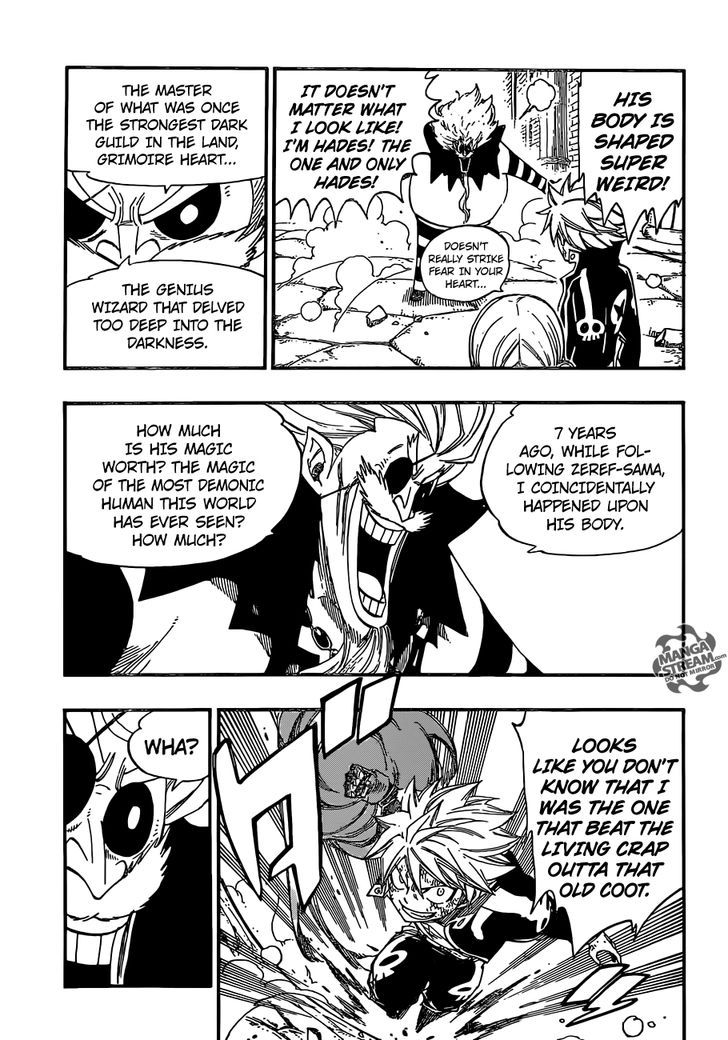 HIS
BODY IS
SHAPED
SUPER
WEIRD!
IT DOESN'T
MATTER WHAT
I LOOK LIKE!
I'M HADES! THE
ONE AND ONLY
HADES!
DOESN'T
REALLY STRIKE
FEAR IN YOUR
HEART...
THE MASTER
OF WHAT WAS ONCE
THE STRONGEST DARK
GUILD IN THE LAND,
GRIMOIRE HEART...
THE GENIUS
WIZARD THAT DELVED
TOO DEEP INTO THE
DARKNESS.
7 YEARS
AGO, WHILE FOL-
LOWING ZEREF-SAMA,
I COINCIDENTALLY
HAPPENED UPON
HIS BODY.
HOW MUCH
IS HIS MAGIC
WORTH? THE MAGIC
OF THE MOST DEMONIC
HUMAN THIS WORLD
HAS EVER SEEN?
HOW MUCH?
MANGA
STREAM.com
DO NOT MIRROR
LOOKS
LIKE YOU DON'T
KNOW THAT I
WAS THE ONE
THAT BEAT THE
LIVING CRAP
OUTTA THAT
OLD COOT.
WHA?